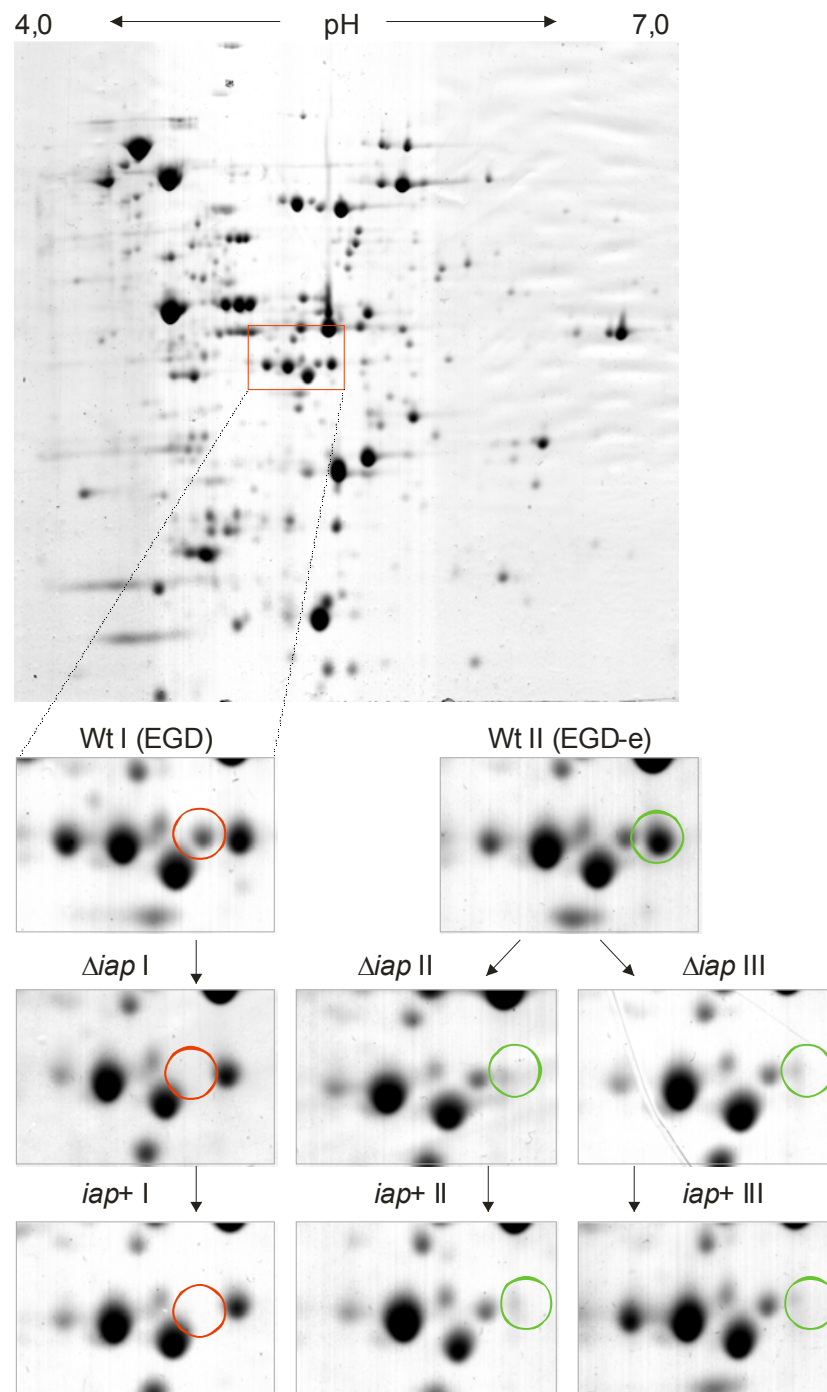 4,0 pH 7,0
Wt I (EGD) Wt II (EGD-e)
Δiap I Δiap II Δiap III
iap+ I iap+ II iap+ III